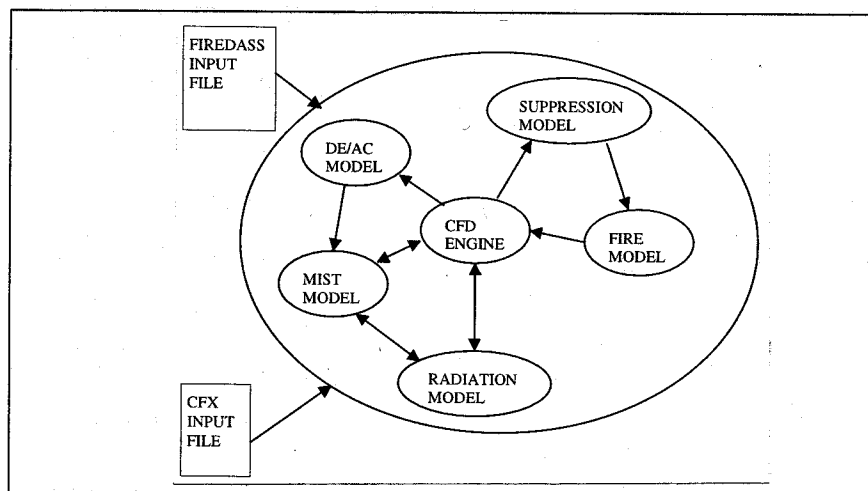 FIREDASS
INPUT
FILE
SUPPRESSION
MODEL
DE/AC
MODEL
CFD
ENGINE
FIRE MODEL
MIST
MODEL
RADIATION
MODEL
CFX
INPUT
FILE